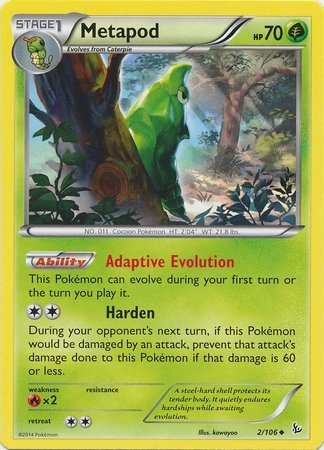 STAGE1
Metapod
HP 70
Evolves from Caterpie
NO. 011 Cocoon Pokémon HT: 2'04" WT: 21.8 lbs.
Ability Adaptive Evolution
This Pokémon can evolve during your first turn or
the turn you play it.
Harden
During your opponent's next turn, if this Pokémon
would be damaged by an attack, prevent that attack's
damage done to this Pokémon if that damage is 60
or less.
weakness
resistance
×2
retreat
A steel-hard shell protects its
tender body. It quietly endures
hardships while awaiting
evolution.
©2014 Pokémon
Illus. kawayoo
2/106